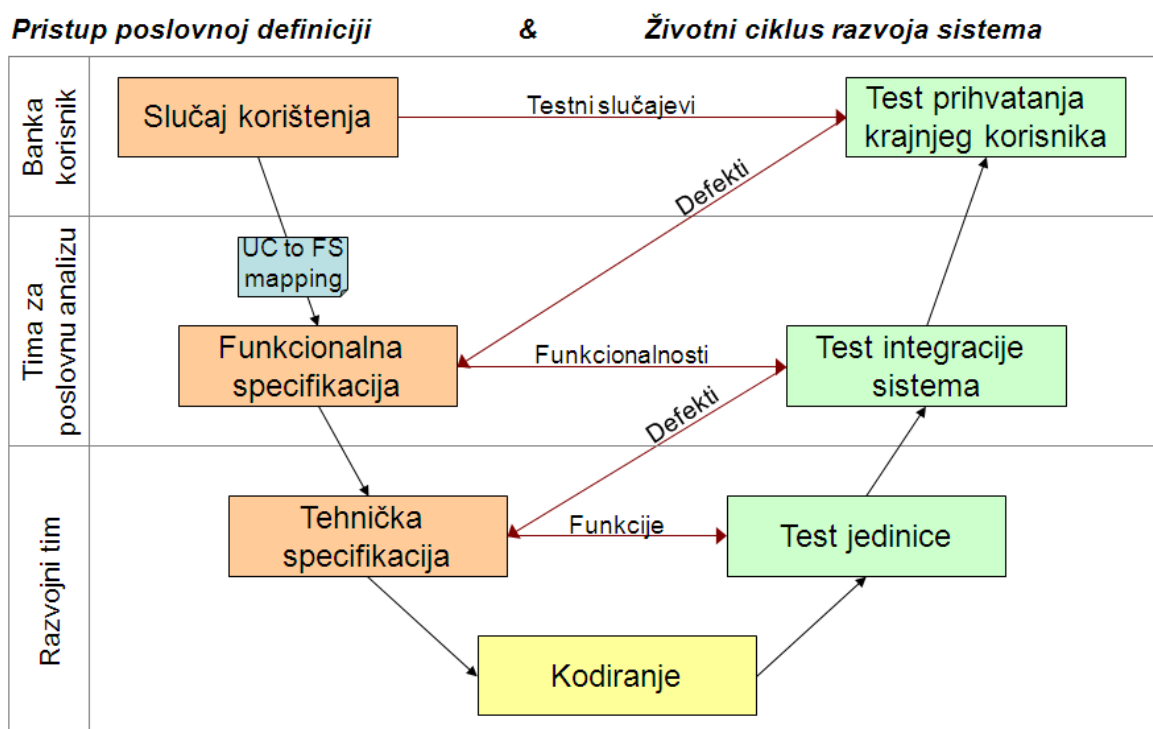 Pristup poslovnoj definiciji & Životni ciklus razvoja sistema
Banka
korisnik
Slučaj korištenja
Testni slučajevi
Test prihvatanja
krajnjeg korisnika
Defekti
UC to FS
mapping
Tima za
poslovnu analizu
Funkcionalna
specifikacija
Funkcionalnosti
Test integracije
sistema
Defekti
Razvojni tim
Tehnička
specifikacija
Funkcije
Test jedinice
Kodiranje